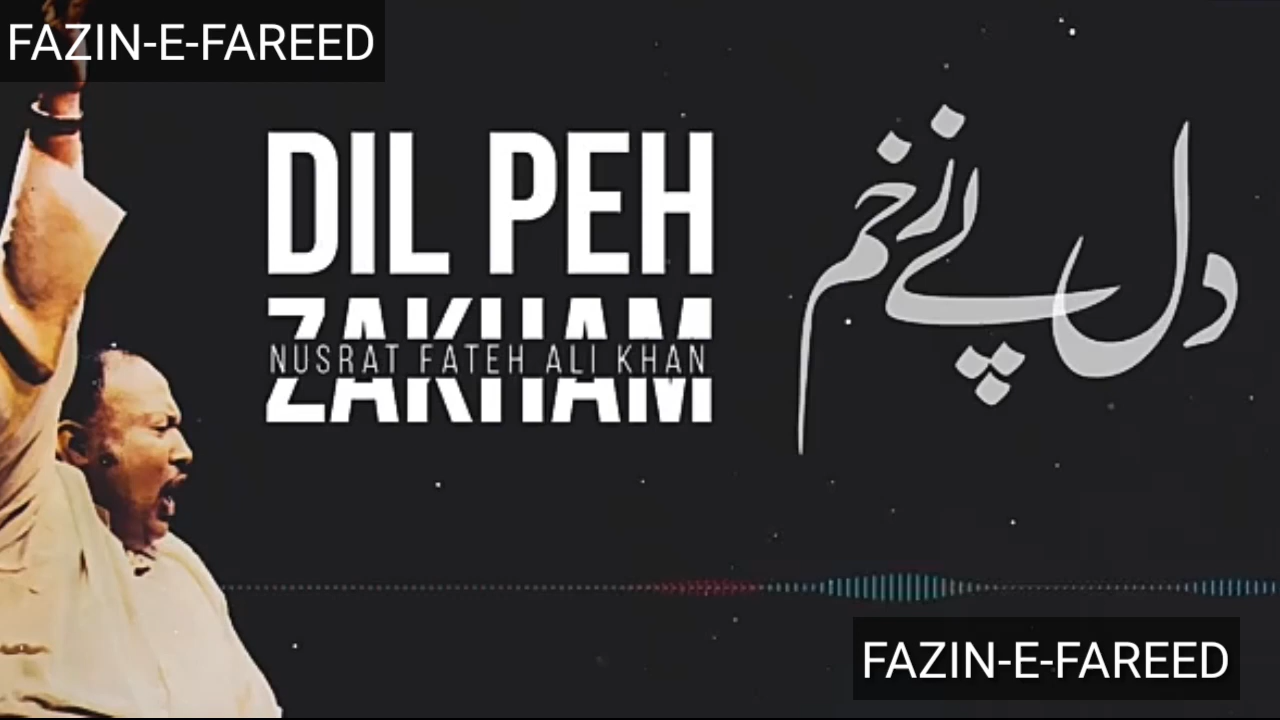 FAZIN-E-FAREED
DIL PEH
ZAKHAM
NUSRAT FATEH ALI KHAN
دل پے زخم
FAZIN-E-FAREED